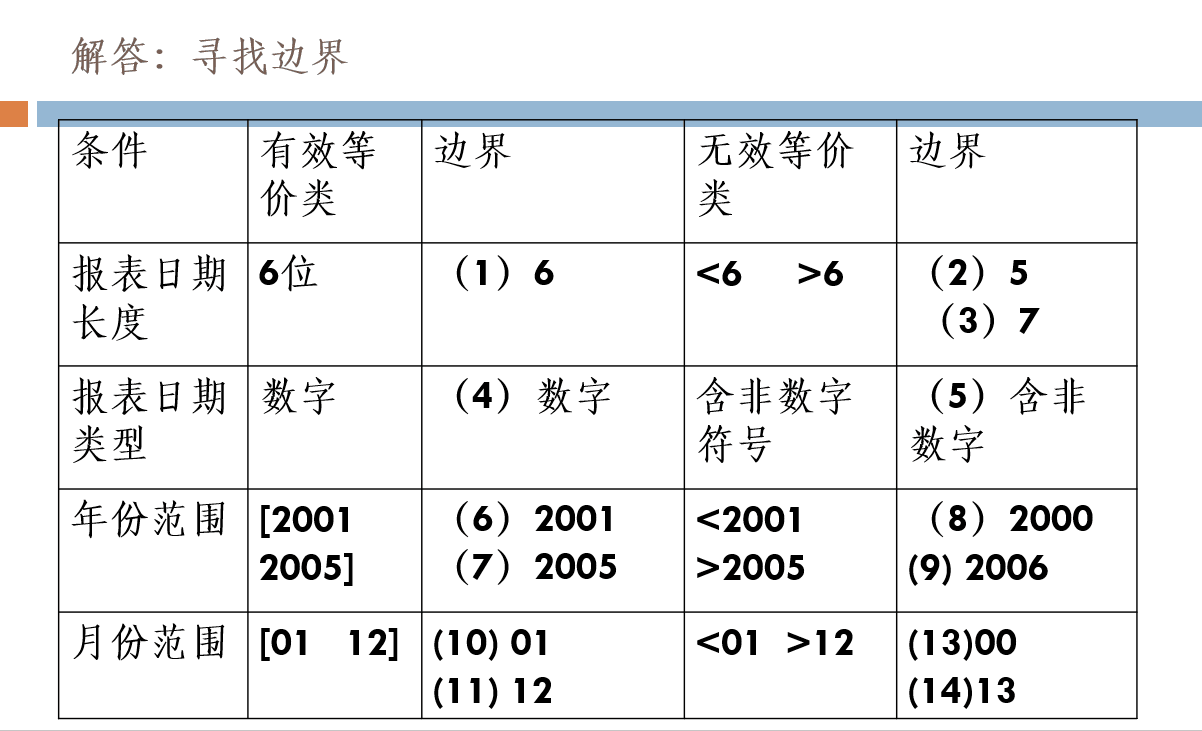 解答：寻找边界
条件
有效等
价类
边界
无效等价
类
边界
报表日期
长度
6位
（1）6
<6 >6
（2）5
（3）7
报表日期
类型
数字
（4）数字
含非数字
符号
（5）含非
数字
年份范围
[2001
2005]
（6）2001
（7）2005
<2001
>2005
（8）2000
(9) 2006
月份范围
[01 12]
(10) 01
(11) 12
<01 >12
(13)00
(14)13